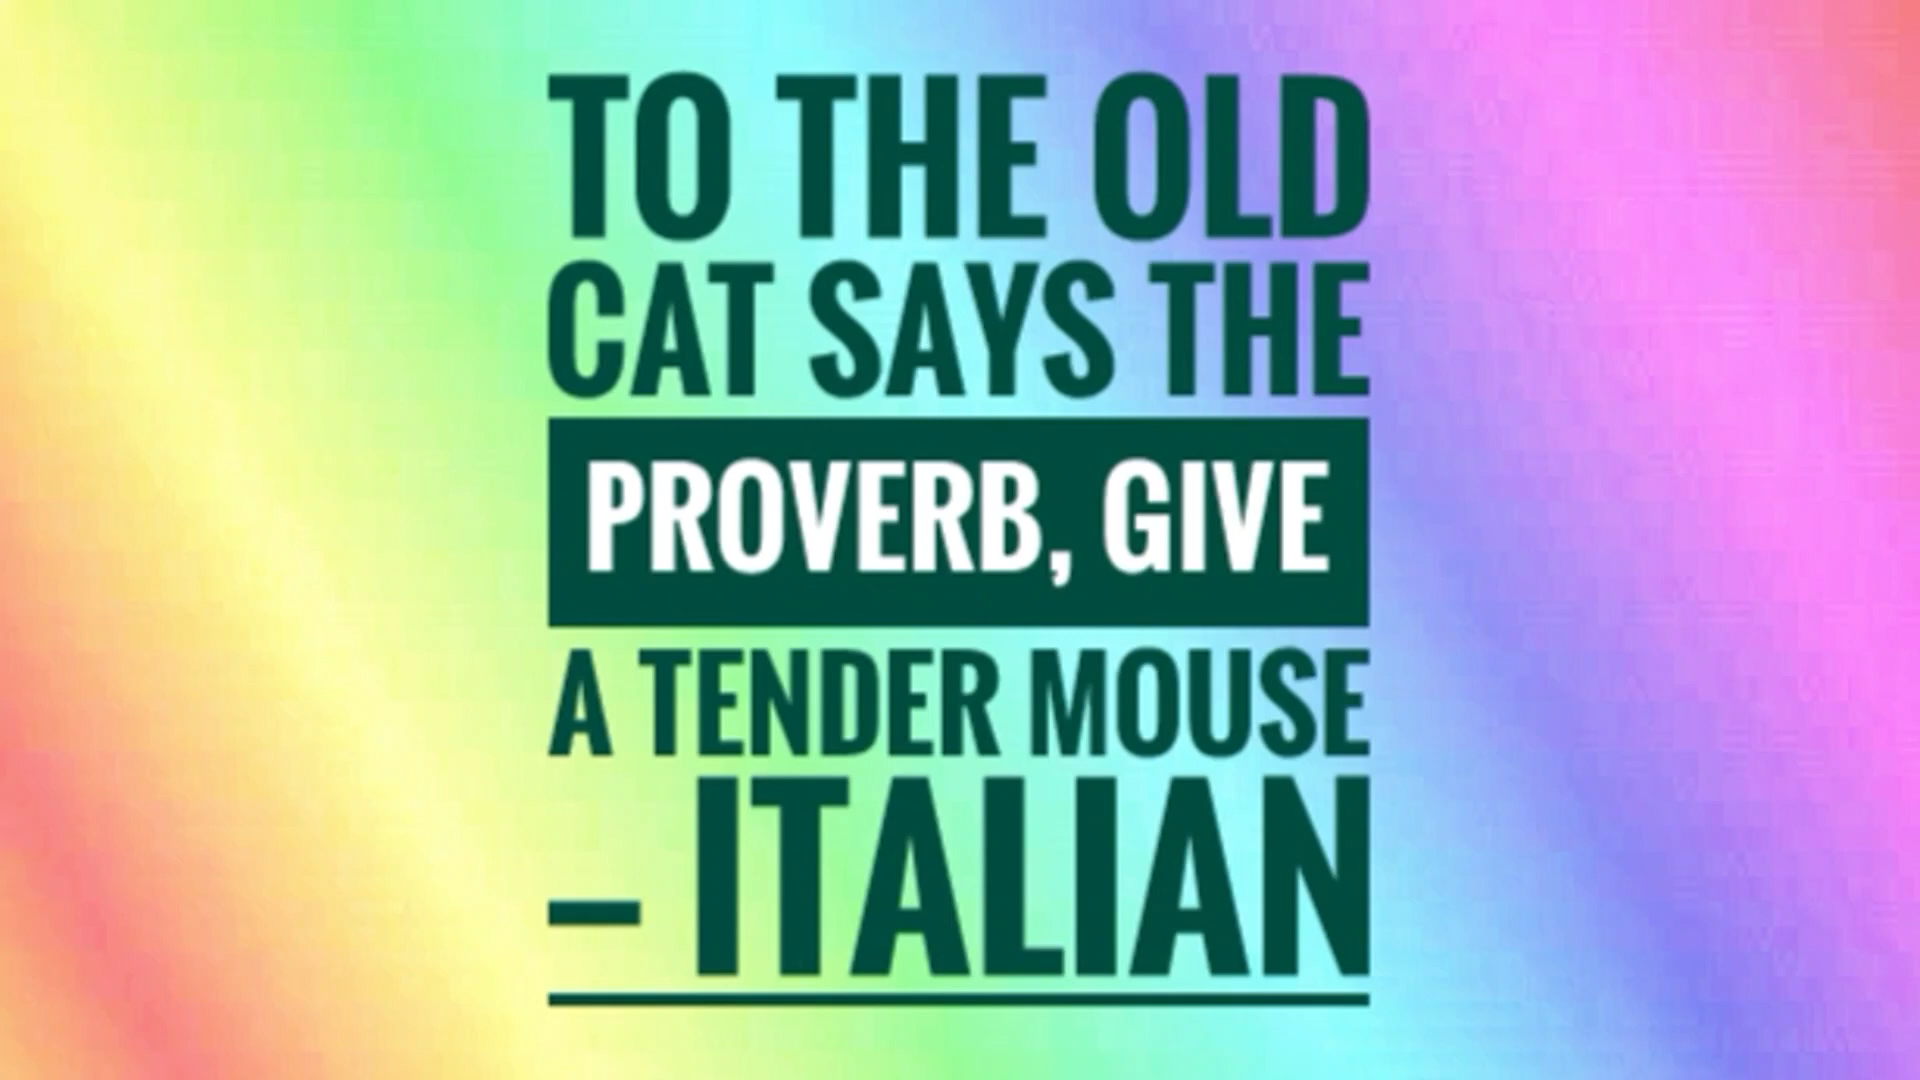 TO THE OLD
CAT SAYS THE
PROVERB, GIVE
A TENDER MOUSE
– ITALIAN